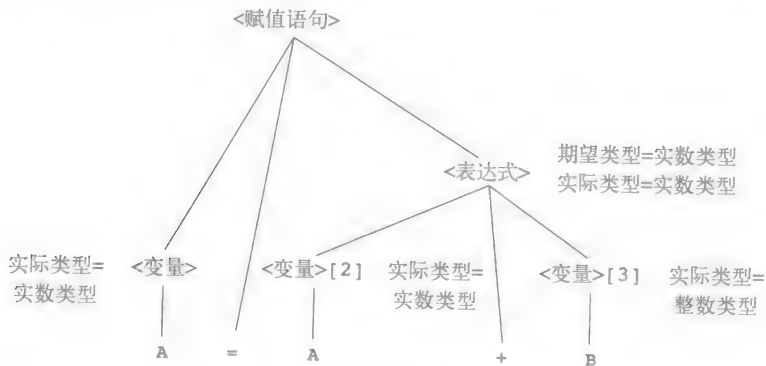 <赋值语句>
<表达式>
期望类型=实数类型
实际类型=实数类型
实际类型=
实数类型
<变量>
<变量>[2]
实际类型=
实数类型
<变量>[3]
实际类型=
整数类型
A
=
A
+
B